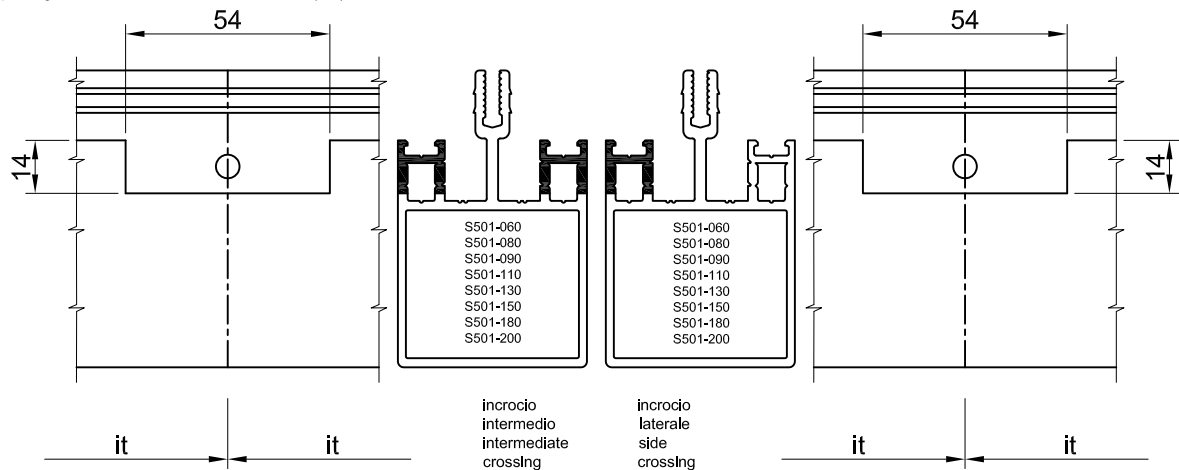 54
54
14
14
S501-060
S501-080
S501-090
S501-110
S501-130
S501-150
S501-180
S501-200
S501-060
S501-080
S501-090
S501-110
S501-130
S501-150
S501-180
S501-200
incrocio
intermedio
intermediate
crossing
incrocio
laterale
side
crossing
it
it
it
it